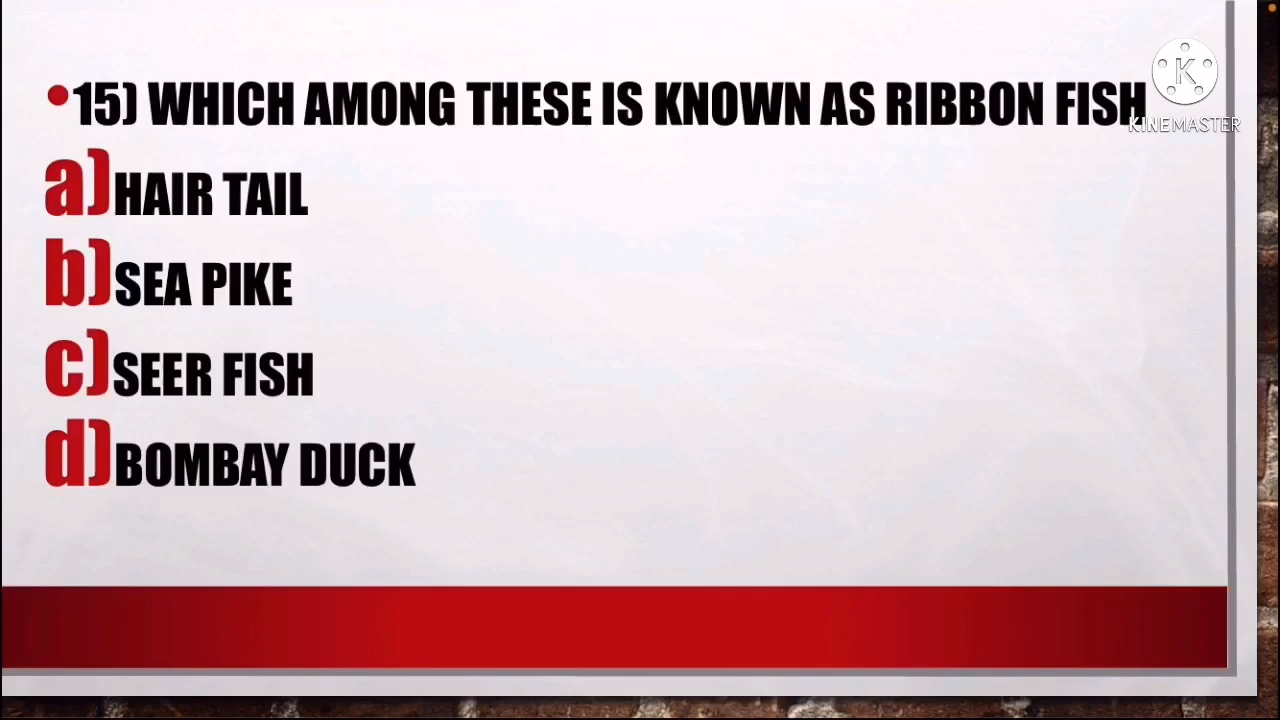 •15) WHICH AMONG THESE IS KNOWN AS RIBBON FISH
K
KINEMASTER
a)HAIR TAIL
b)SEA PIKE
c)SEER FISH
d)BOMBAY DUCK